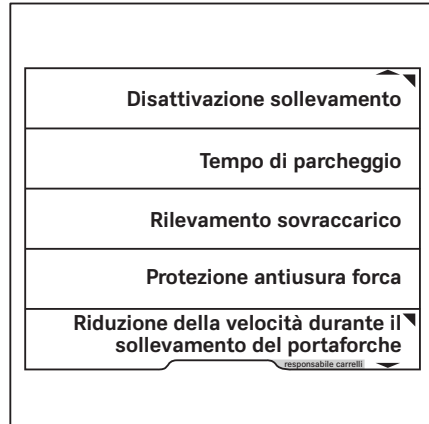 Disattivazione sollevamento
Tempo di parcheggio
Rilevamento sovraccarico
Protezione antiusura forca
Riduzione della velocità durante il
sollevamento del portaforche
responsabile carrelli